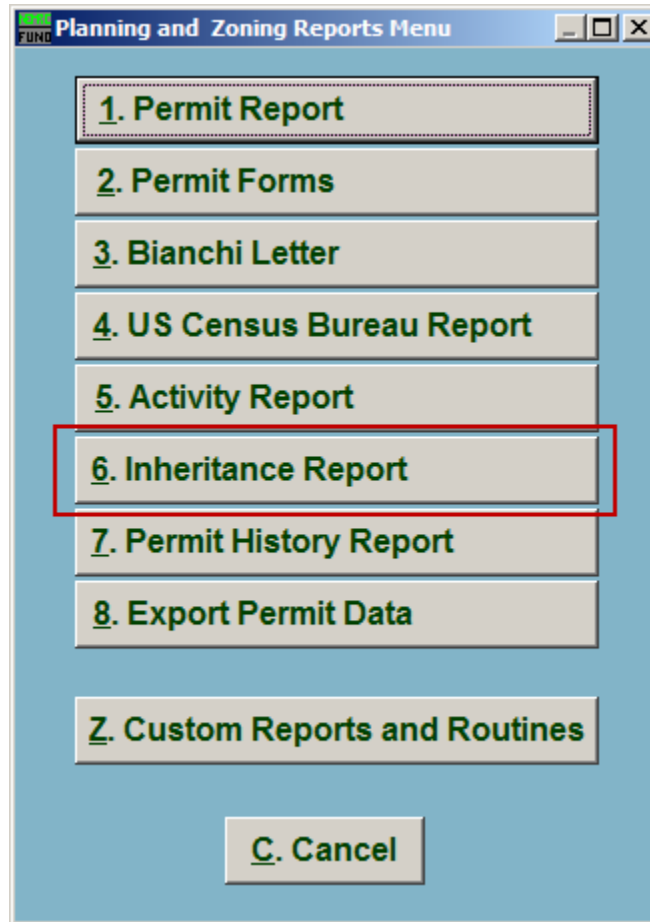 FUND Planning and Zoning Reports Menu
1. Permit Report
2. Permit Forms
3. Bianchi Letter
4. US Census Bureau Report
5. Activity Report
6. Inheritance Report
7. Permit History Report
8. Export Permit Data
Z. Custom Reports and Routines
C. Cancel